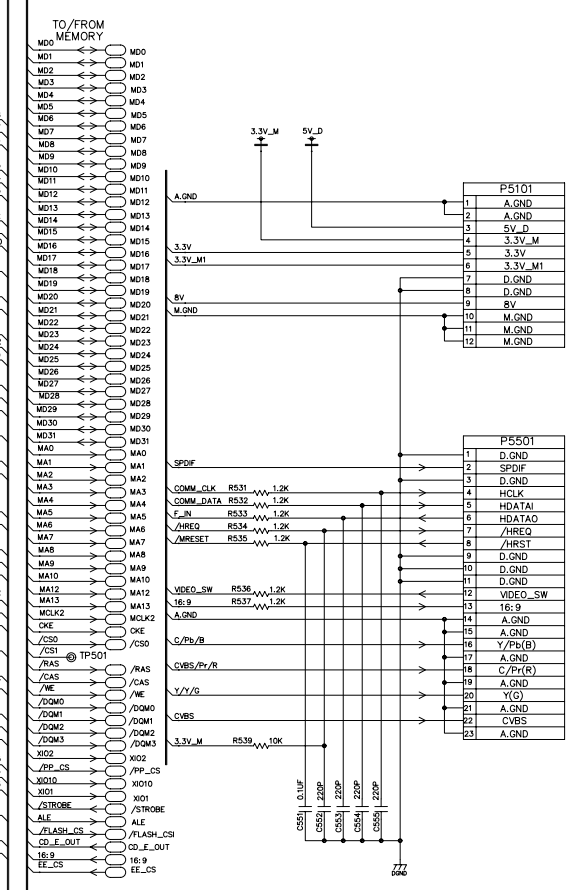 TO/FROM
MEMORY
MD0 MD0
MD1 MD1
MD2 MD2
MD3 MD3
MD4 MD4
MD5 MD5
MD6 MD6
MD7 MD7
MD8 MD8
MD9 MD9
MD10 MD10
MD11 MD11
MD12 MD12
MD13 MD13
MD14 MD14
MD15 MD15
MD16 MD16
MD17 MD17
MD18 MD18
MD19 MD19
MD20 MD20
MD21 MD21
MD22 MD22
MD23 MD23
MD24 MD24
MD25 MD25
MD26 MD26
MD27 MD27
MD28 MD28
MD29 MD29
MD30 MD30
MD31 MD31
MA0 MA0
MA1 MA1
MA2 MA2
MA3 MA3
MA4 MA4
MA5 MA5
MA6 MA6
MA7 MA7
MA8 MA8
MA9 MA9
MA10 MA10
MA12 MA12
MA13 MA13
MCLK2 MCLK2
CKE CKE
/CS0 /CS0
/CS1 TP501
/RAS /RAS
/CAS /CAS
/WE /WE
/DQM0 /DQM0
/DQM1 /DQM1
/DQM2 /DQM2
/DQM3 /DQM3
XIO2 XIO2
/PP_CS /PP_CS
XIO10 XIO10
XIO1 XIO1
/STROBE /STROBE
ALE ALE
/FLASH_CS /FLASH_CSI
CD_E_OUT CD_E_OUT
16:9 16:9
EE_CS EE_CS
3.3V_M 5V_D
A.GND
3.3V
3.3V_M1
8V
M.GND
P5101
1 A.GND
2 A.GND
3 5V_D
4 3.3V_M
5 3.3V
6 3.3V_M1
7 D.GND
8 D.GND
9 8V
10 M.GND
11 M.GND
12 M.GND
SPDIF
COMM_CLK R531 1.2K
COMM_DATA R532 1.2K
F_IN R533 1.2K
/HREQ R534 1.2K
/MRESET R535 1.2K
VIDEO_SW R536 1.2K
16:9 R537 1.2K
A.GND
C/Pb/B
CVBS/Pr/R
Y/Y/G
CVBS
3.3V_M R539 10K
P5501
1 D.GND
2 SPDIF
3 D.GND
4 HCLK
5 HDATAI
6 HDATAO
7 /HREQ
8 /HRST
9 D.GND
10 D.GND
11 D.GND
12 VIDEO_SW
13 16:9
14 A.GND
15 A.GND
16 Y/Pb(B)
17 A.GND
18 C/Pr(R)
19 A.GND
20 Y(G)
21 A.GND
22 CVBS
23 A.GND
C551 0.1UF
C552 220P
C553 220P
C554 220P
C555 220P
DGND